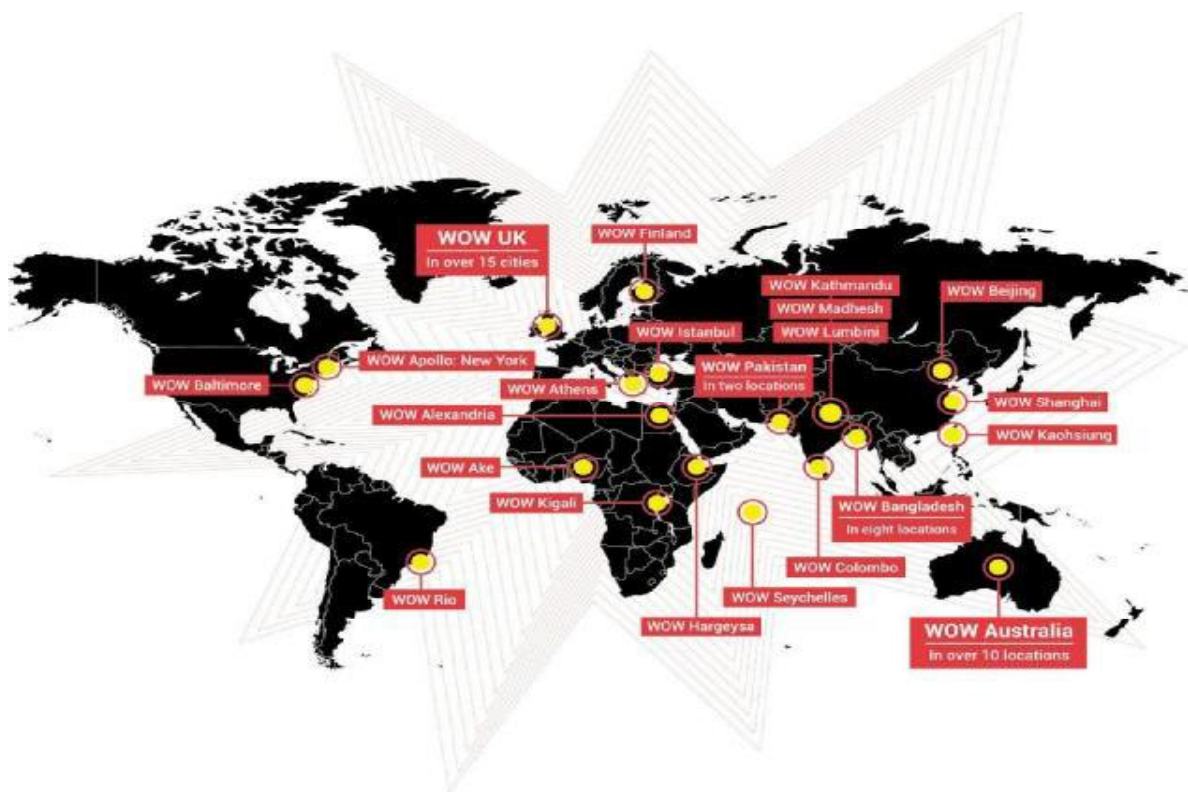 WOW UK
In over 15 cities
WOW Finland
WOW Kathmandu
WOW Madhesh
WOW Lumbini
WOW Beijing
WOW Istanbul
WOW Apollo: New York
WOW Pakistan
In two locations
WOW Baltimore
WOW Athens
WOW Shanghai
WOW Alexandria
WOW Kaohsiung
WOW Ake
WOW Kigali
WOW Bangladesh
In eight locations
WOW Colombo
WOW Rio
WOW Seychelles
WOW Hargeysa
WOW Australia
In over 10 locations